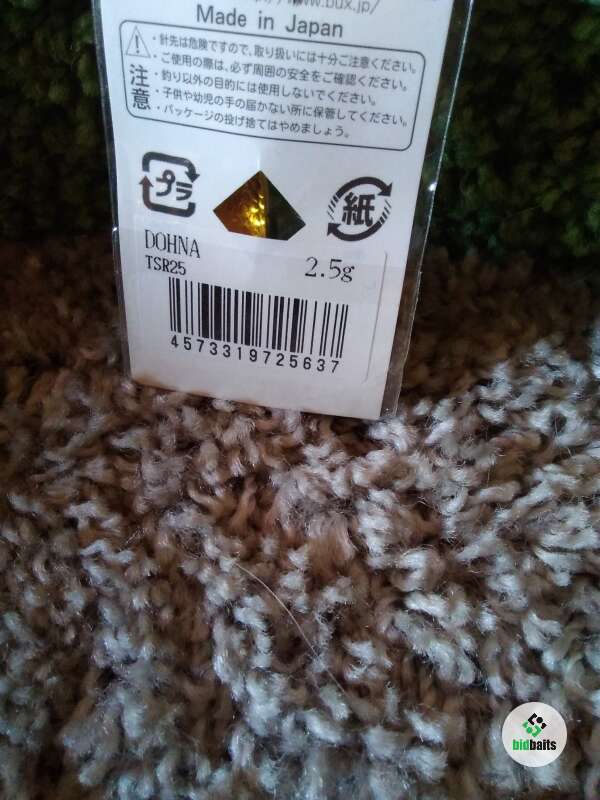 www.bux.jp/
Made in Japan
注意
・針先は危険ですので、取り扱いには十分ご注意ください。
・ご使用の際は、必ず周囲の安全をご確認ください。
・釣り以外の目的には使用しないでください。
・子供や幼児の手の届かない所に保管してください。
・パッケージの投げ捨てはやめましょう。
プラ
紙
DOHNA
TSR25
2.5g
4573319725637
bidbaits